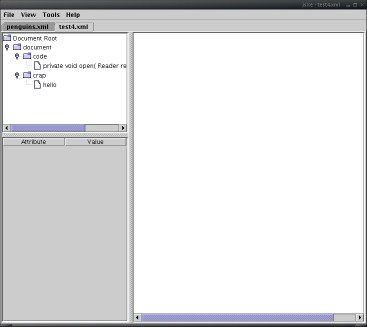 File View Tools Help
penguins.xml test4.xml
Document Root
document
code
private void open( Reader re
crap
hello
Attribute Value